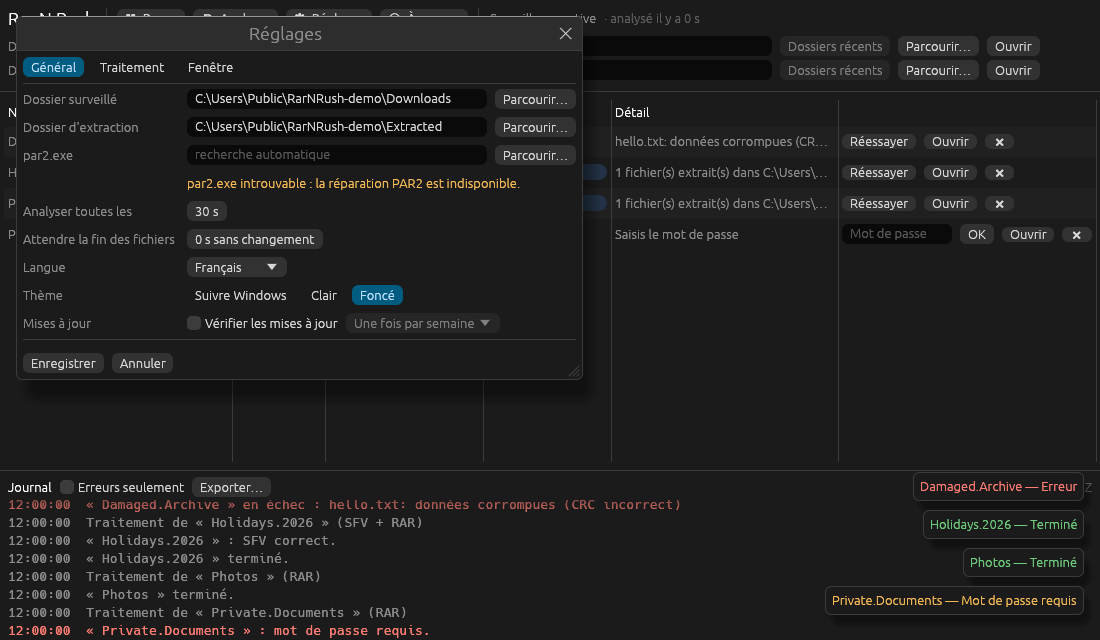 analysé il y a 0 s
Réglages
Dossiers récents Parcourir… Ouvrir
Général Traitement Fenêtre
Dossiers récents Parcourir… Ouvrir
Dossier surveillé C:\Users\Public\RarNRush-demo\Downloads Parcourir…
Dossier d'extraction C:\Users\Public\RarNRush-demo\Extracted Parcourir…
par2.exe recherche automatique Parcourir…
par2.exe introuvable : la réparation PAR2 est indisponible.
Analyser toutes les 30 s
Attendre la fin des fichiers 0 s sans changement
Langue Français
Thème Suivre Windows Clair Foncé
Mises à jour Vérifier les mises à jour Une fois par semaine
Enregistrer Annuler
Détail
hello.txt: données corrompues (CR… Réessayer Ouvrir ×
1 fichier(s) extrait(s) dans C:\Users\… Réessayer Ouvrir ×
1 fichier(s) extrait(s) dans C:\Users\… Réessayer Ouvrir ×
Saisis le mot de passe Mot de passe OK Ouvrir ×
Journal Erreurs seulement Exporter…
12:00:00 « Damaged.Archive » en échec : hello.txt: données corrompues (CRC incorrect)
12:00:00 Traitement de « Holidays.2026 » (SFV + RAR)
12:00:00 « Holidays.2026 » : SFV correct.
12:00:00 « Holidays.2026 » terminé.
12:00:00 Traitement de « Photos » (RAR)
12:00:00 « Photos » terminé.
12:00:00 Traitement de « Private.Documents » (RAR)
12:00:00 « Private.Documents » : mot de passe requis.
Damaged.Archive — Erreur
Holidays.2026 — Terminé
Photos — Terminé
Private.Documents — Mot de passe requis